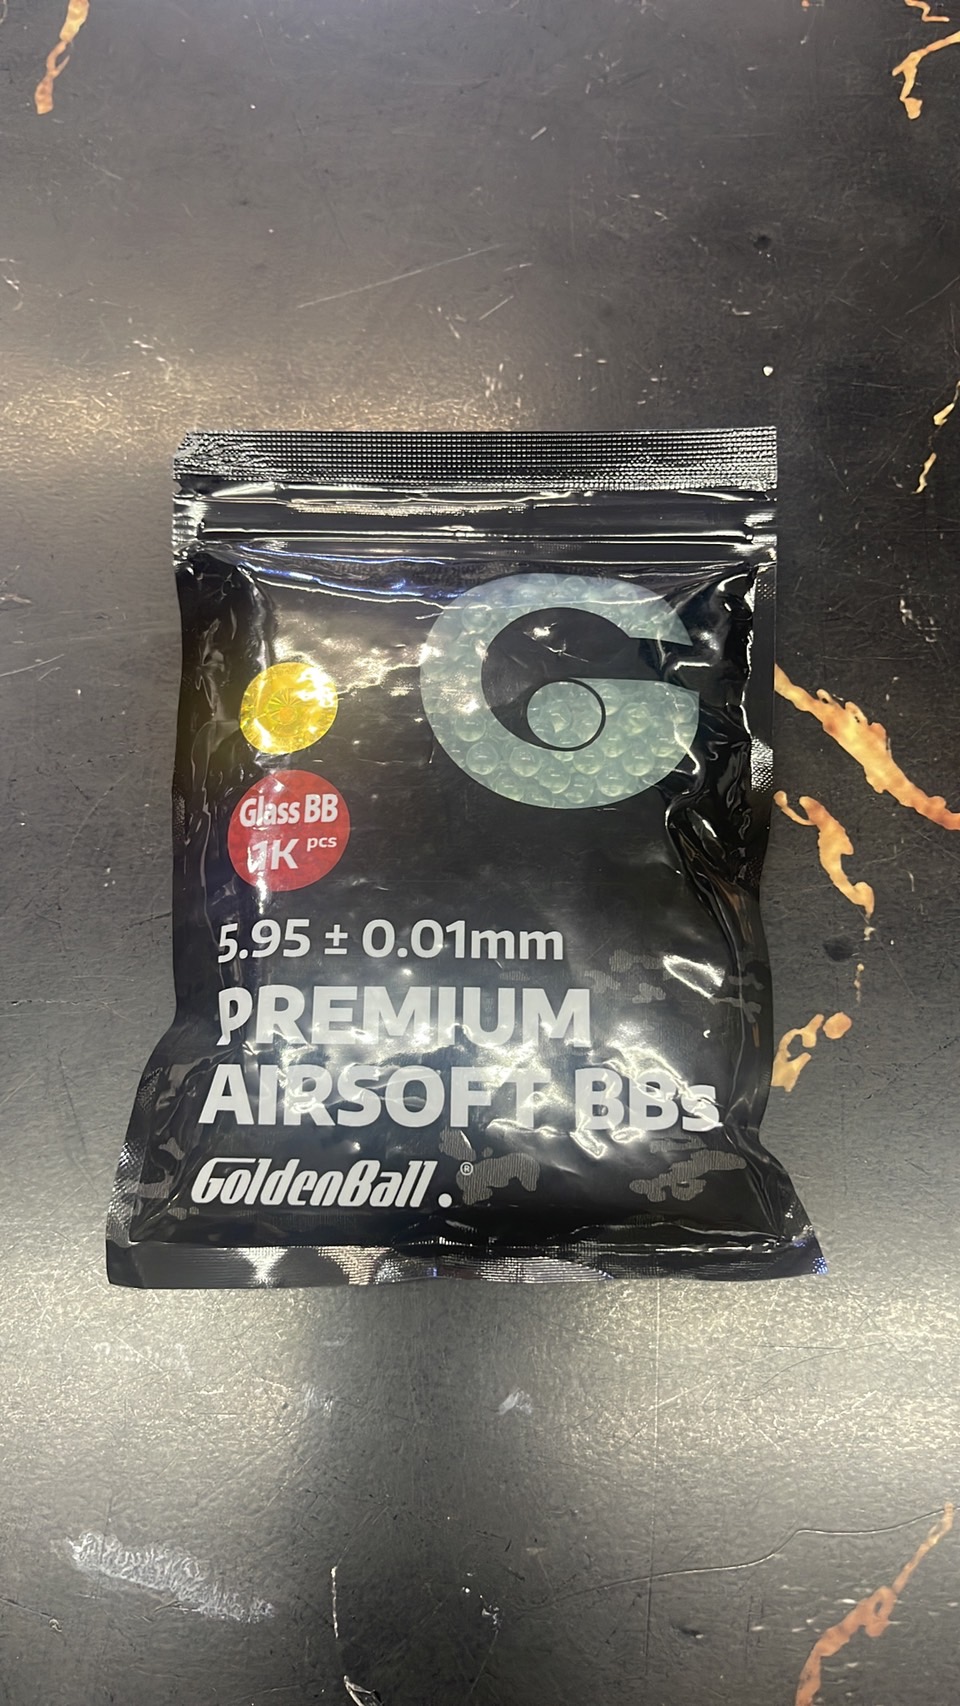 G
Glass BB
1K pcs
5.95 ± 0.01mm
PREMIUM
AIRSOFT BBs
GoldenBall.®